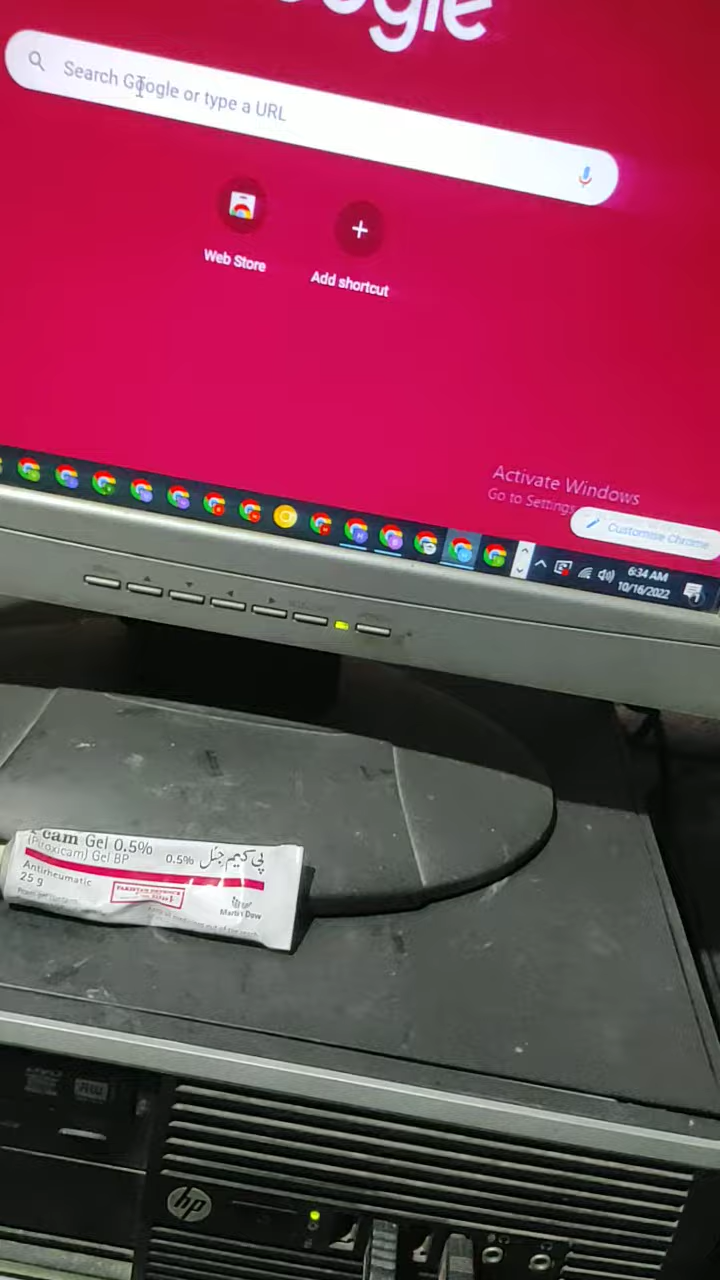 Google
Search Google or type a URL
Web Store
Add shortcut
Activate Windows
Go to Settings
Customise Chrome
6:34 AM
10/16/2022
cam Gel 0.5%
(Piroxicam) Gel BP
0.5% پی کیم جل
Antirheumatic
25 g
Martin Dow
hp